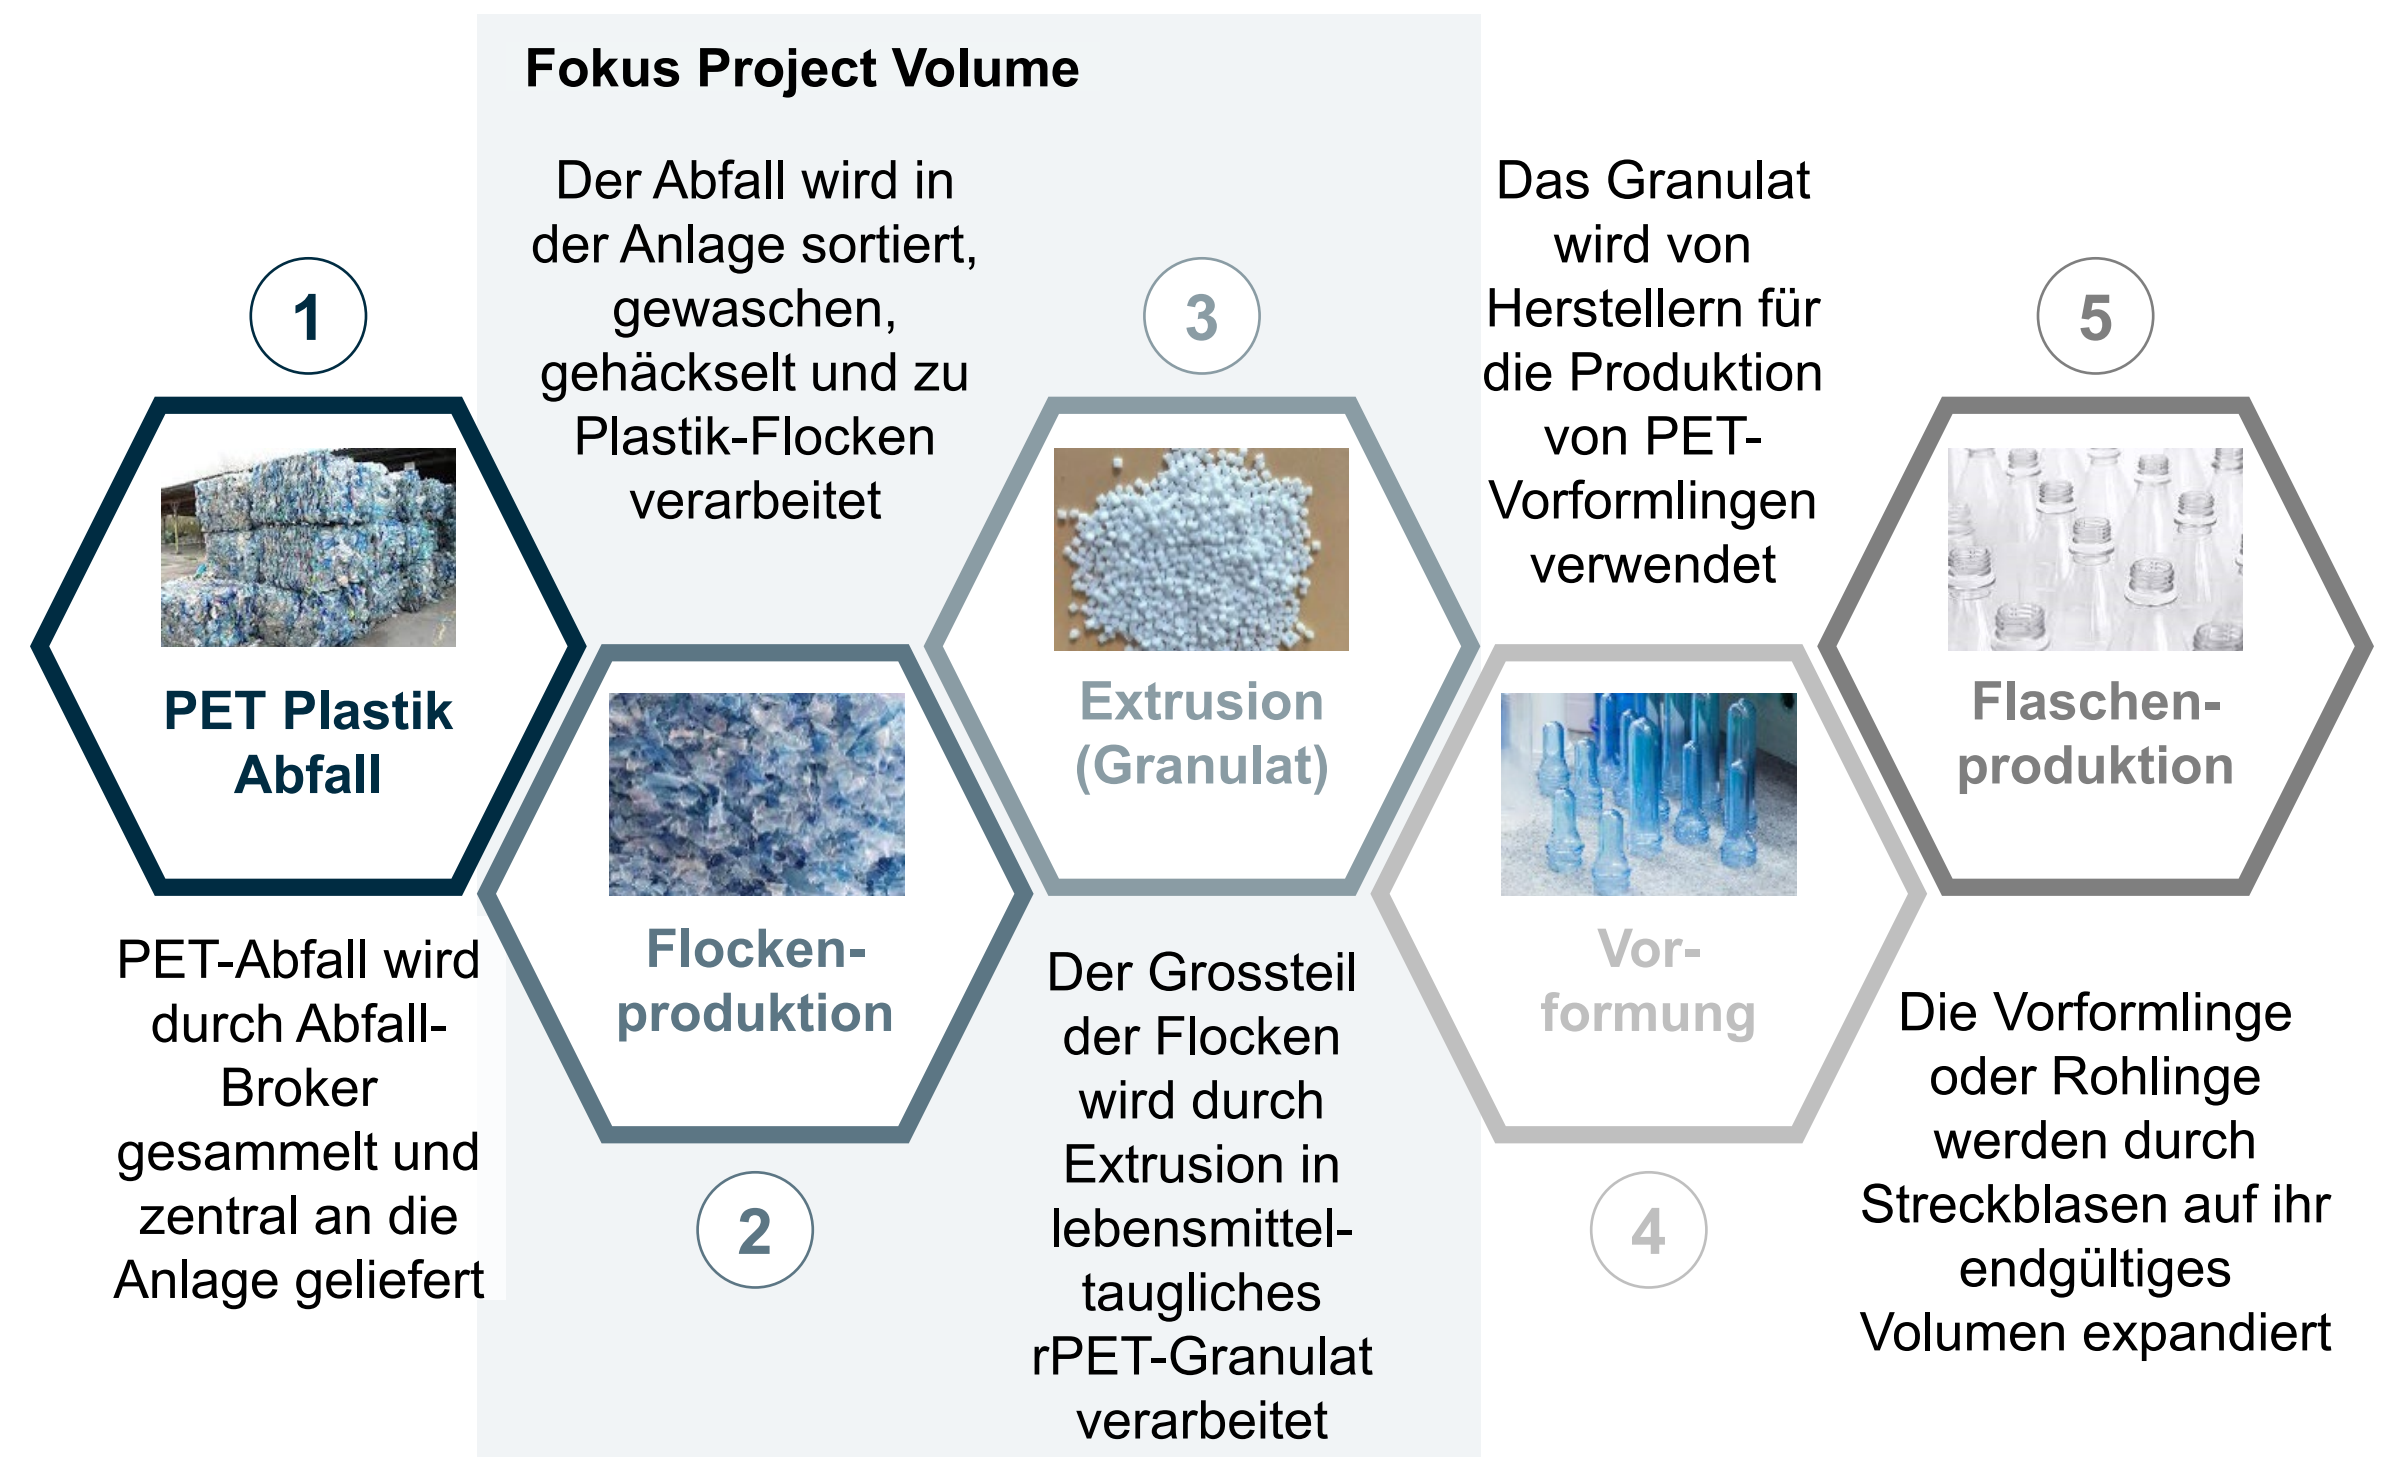 Fokus Project Volume
1
PET Plastik
Abfall
PET-Abfall wird
durch Abfall-
Broker
gesammelt und
zentral an die
Anlage geliefert
Der Abfall wird in
der Anlage sortiert,
gewaschen,
gehäckselt und zu
Plastik-Flocken
verarbeitet
Flocken-
produktion
2
3
Extrusion
(Granulat)
Der Grossteil
der Flocken
wird durch
Extrusion in
lebensmittel-
taugliches
rPET-Granulat
verarbeitet
Das Granulat
wird von
Herstellern für
die Produktion
von PET-
Vorformlingen
verwendet
Vor-
formung
4
5
Flaschen-
produktion
Die Vorformlinge
oder Rohlinge
werden durch
Streckblasen auf ihr
endgültiges
Volumen expandiert